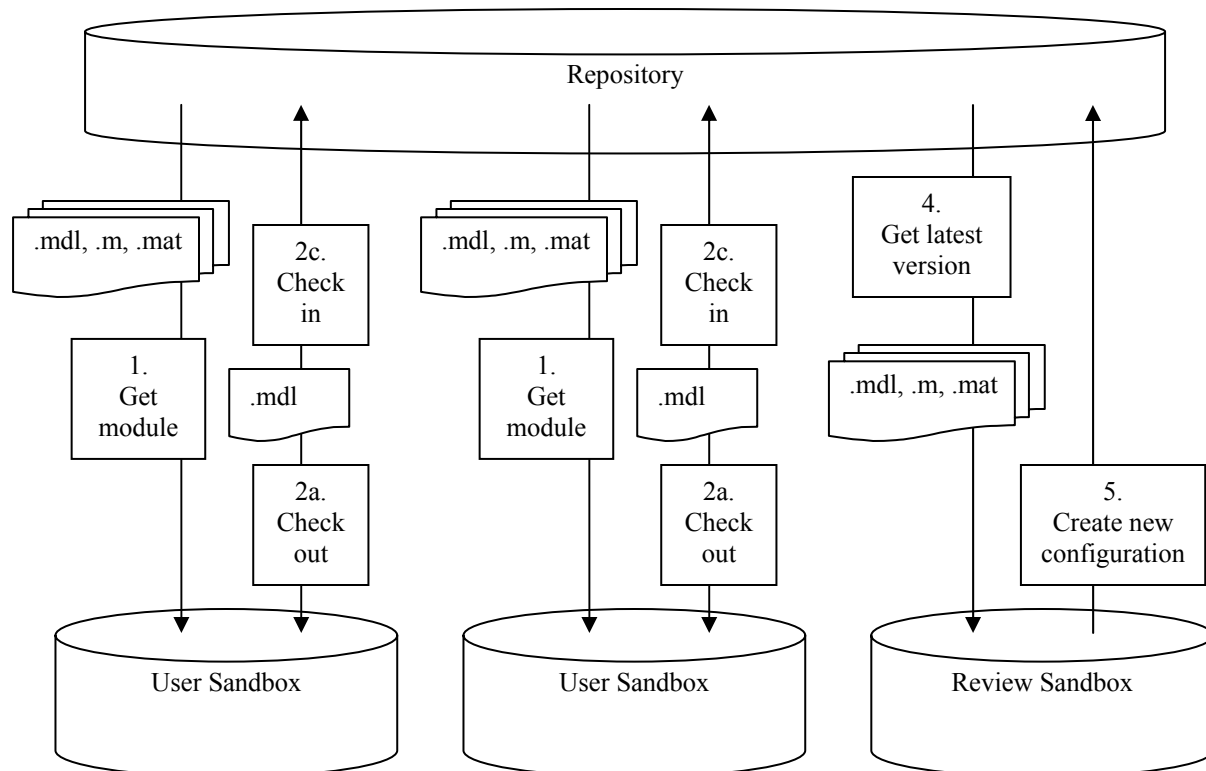 Repository
.mdl, .m, .mat
2c.
Check
in
1.
Get
module
.mdl
2a.
Check
out
User Sandbox
.mdl, .m, .mat
2c.
Check
in
1.
Get
module
.mdl
2a.
Check
out
User Sandbox
4.
Get latest
version
.mdl, .m, .mat
5.
Create new
configuration
Review Sandbox